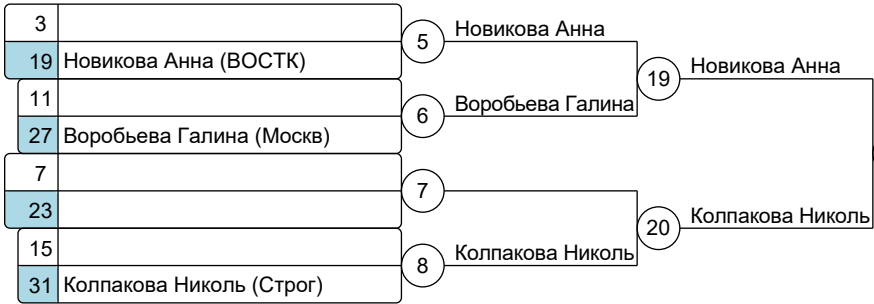 3
5 Новикова Анна
19 Новикова Анна (ВОСТК)
19 Новикова Анна
11
6 Воробьева Галина
27 Воробьева Галина (Москв)
7
7
23
20 Колпакова Николь
15
8 Колпакова Николь
31 Колпакова Николь (Строг)